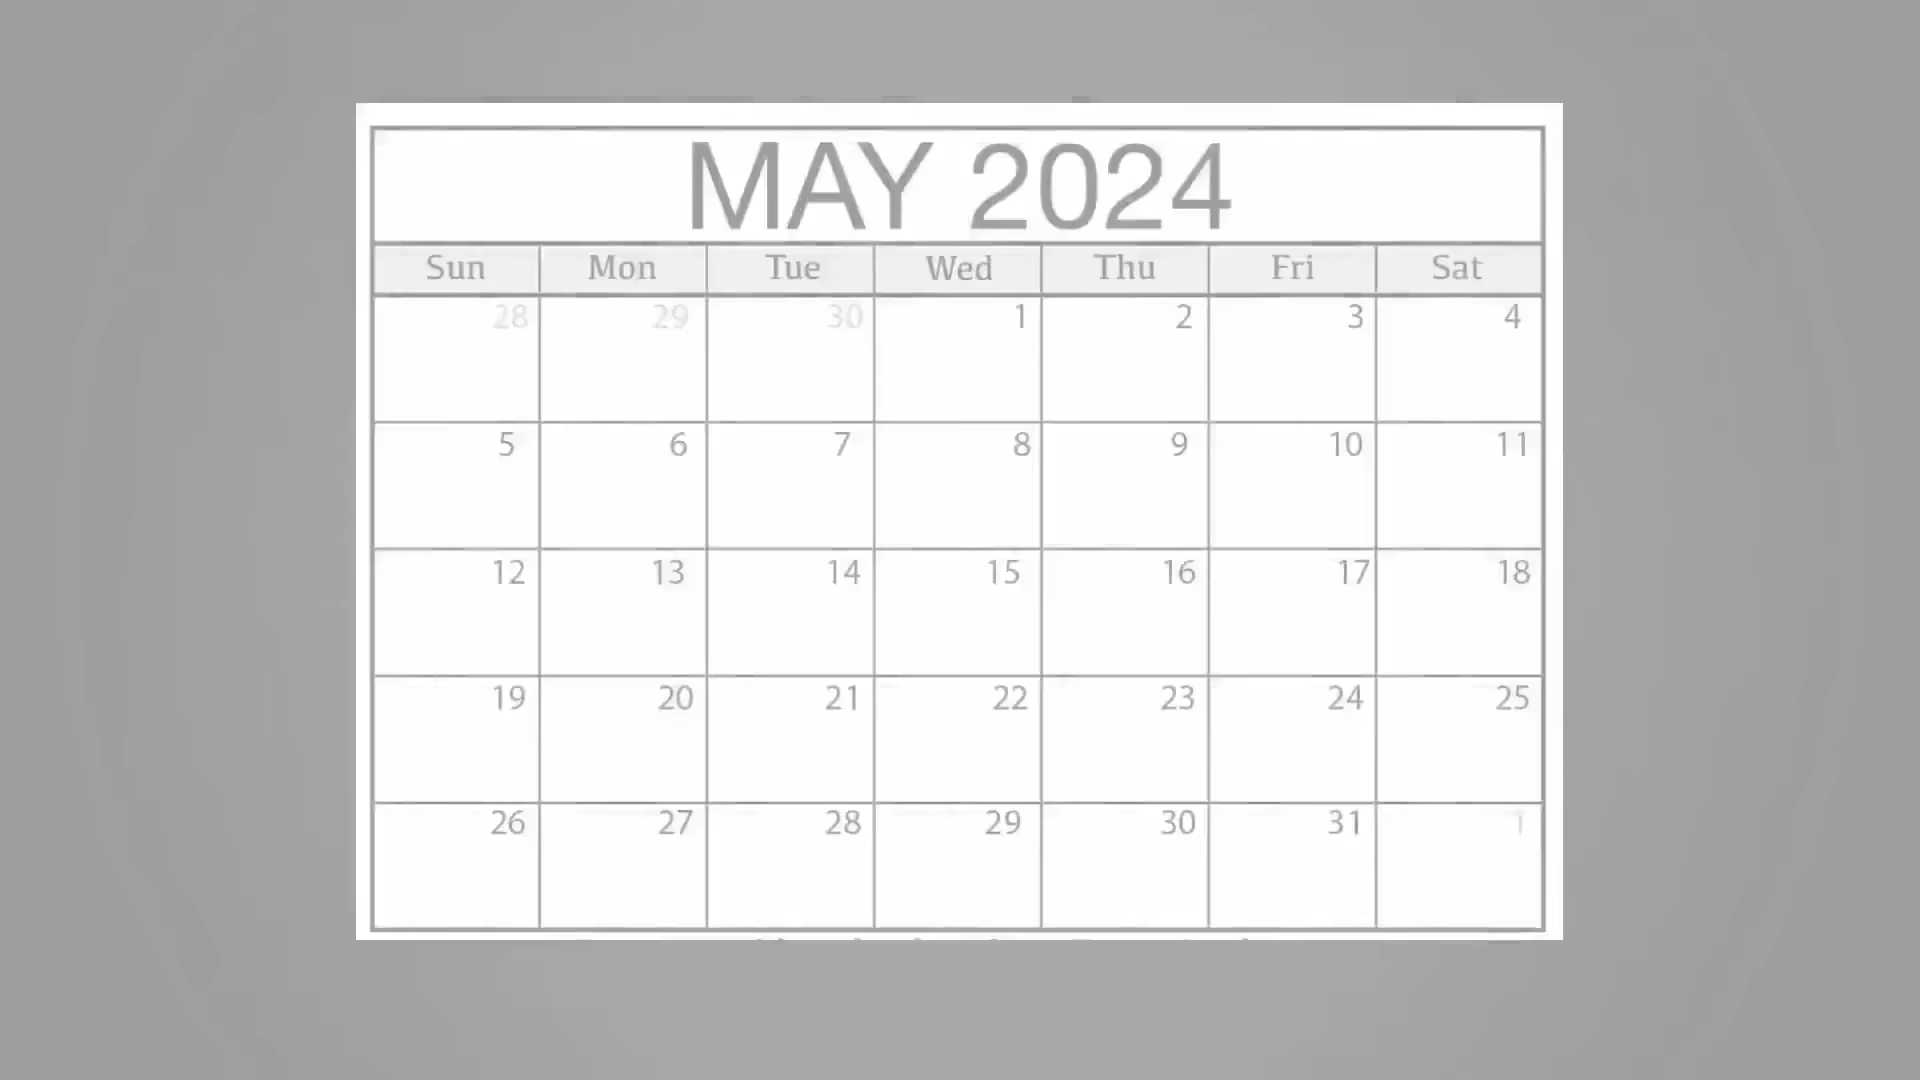 MAY 2024
Sun Mon Tue Wed Thu Fri Sat
28 29 30 1 2 3 4
5 6 7 8 9 10 11
12 13 14 15 16 17 18
19 20 21 22 23 24 25
26 27 28 29 30 31 1